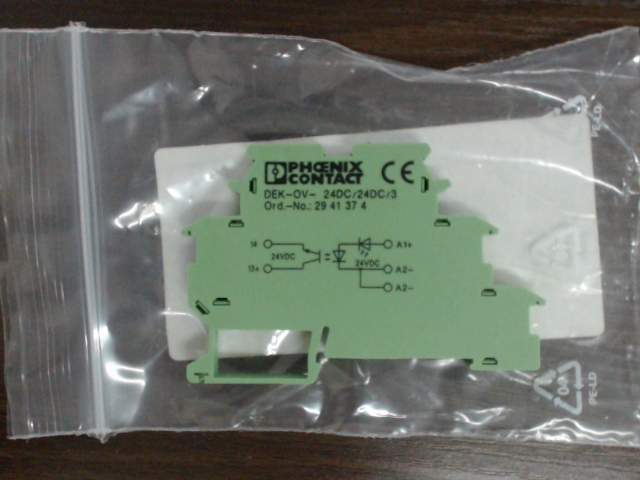 PHOENIX CONTACT CE
DEK-OV- 24DC/24DC/3
Ord.-No.: 29 41 37 4
14 A1+
24VDC 24VDC
13+ A2-
A2-
PE-LD
04
PE-LD